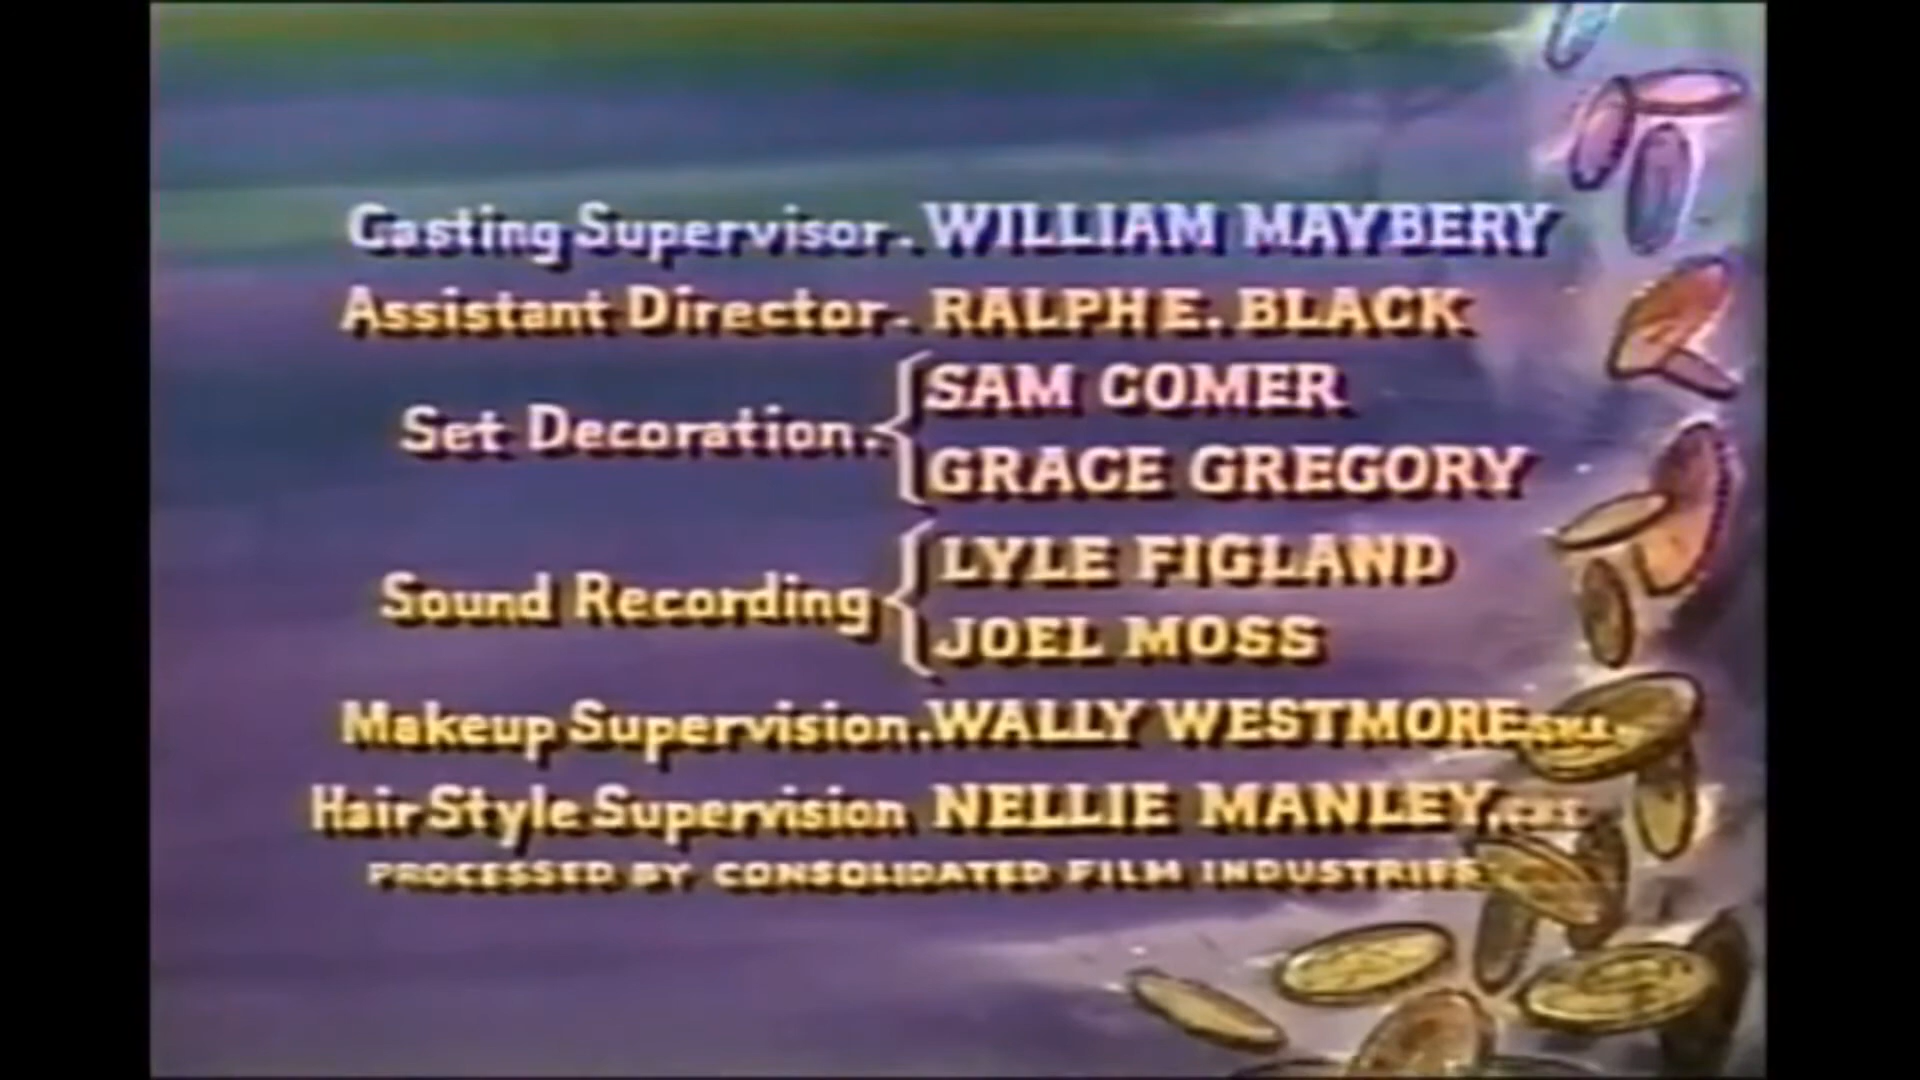 Casting Supervisor. WILLIAM MAYBERY
Assistant Director. RALPH E. BLACK
Set Decoration. SAM COMER
GRACE GREGORY
Sound Recording LYLE FIGLAND
JOEL MOSS
Makeup Supervision. WALLY WESTMORE
Hair Style Supervision NELLIE MANLEY,
PROCESSED BY CONSOLIDATED FILM INDUSTRIES